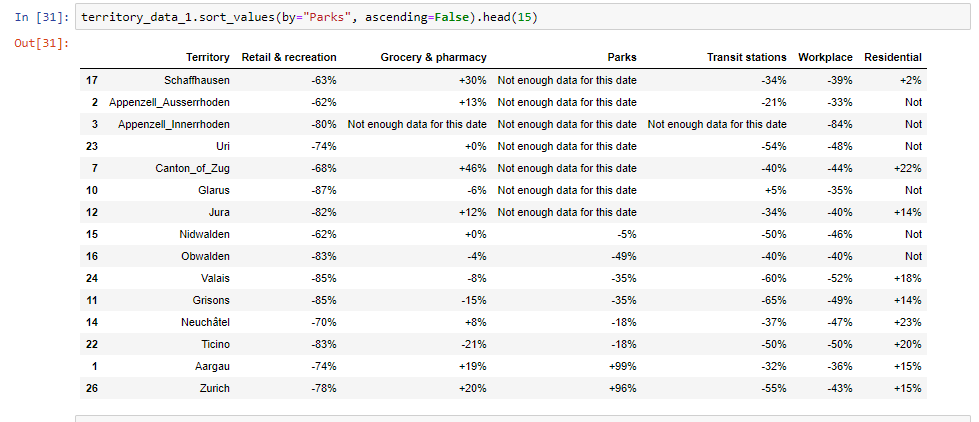 In [31]: territory_data_1.sort_values(by="Parks", ascending=False).head(15)
Out[31]:
Territory Retail & recreation Grocery & pharmacy Parks Transit stations Workplace Residential
17 Schaffhausen -63% +30% Not enough data for this date -34% -39% +2%
2 Appenzell_Ausserrhoden -62% +13% Not enough data for this date -21% -33% Not
3 Appenzell_Innerrhoden -80% Not enough data for this date Not enough data for this date Not enough data for this date -84% Not
23 Uri -74% +0% Not enough data for this date -54% -48% Not
7 Canton_of_Zug -68% +46% Not enough data for this date -40% -44% +22%
10 Glarus -87% -6% Not enough data for this date +5% -35% Not
12 Jura -82% +12% Not enough data for this date -34% -40% +14%
15 Nidwalden -62% +0% -5% -50% -46% Not
16 Obwalden -83% -4% -49% -40% -40% Not
24 Valais -85% -8% -35% -60% -52% +18%
11 Grisons -85% -15% -35% -65% -49% +14%
14 Neuchâtel -70% +8% -18% -37% -47% +23%
22 Ticino -83% -21% -18% -50% -50% +20%
1 Aargau -74% +19% +99% -32% -36% +15%
26 Zurich -78% +20% +96% -55% -43% +15%